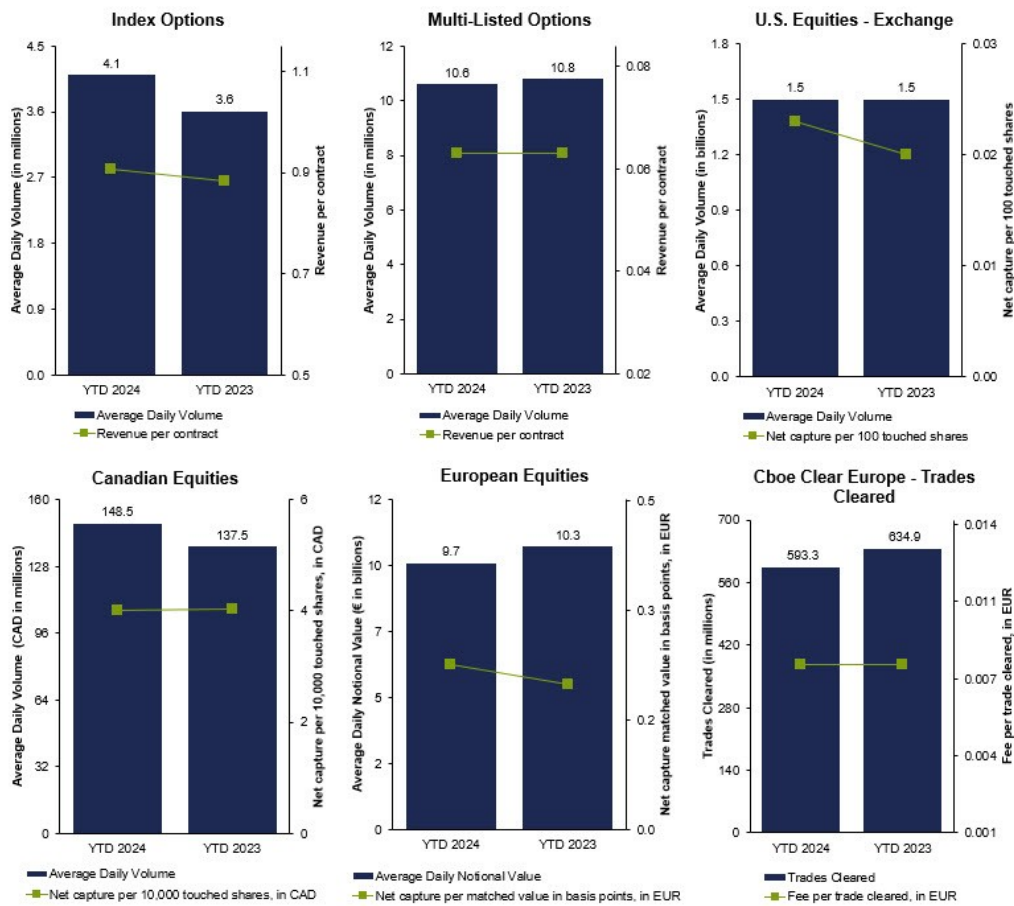 Index Options
Average Daily Volume (in millions)
4.5
3.6
2.7
1.8
0.9
0.0
4.1
3.6
1.1
0.9
0.7
0.5
Revenue per contract
YTD 2024
YTD 2023
Average Daily Volume
Revenue per contract
Multi-Listed Options
Average Daily Volume (in millions)
12
10
8
6
4
2
0
10.6
10.8
0.08
0.06
0.04
0.02
Revenue per contract
YTD 2024
YTD 2023
Average Daily Volume
Revenue per contract
U.S. Equities - Exchange
Average Daily Volume (in billions)
1.8
1.5
1.2
0.9
0.6
0.3
0.0
1.5
1.5
0.03
0.02
0.01
0.00
Net capture per 100 touched shares
YTD 2024
YTD 2023
Average Daily Volume
Net capture per 100 touched shares
Canadian Equities
Average Daily Volume (CAD in millions)
160
128
96
64
32
0
148.5
137.5
6
4
2
0
Net capture per 10,000 touched shares, in CAD
YTD 2024
YTD 2023
Average Daily Volume
Net capture per 10,000 touched shares, in CAD
European Equities
Average Daily Notional Value (€ in billions)
12
10
7
5
2
0
9.7
10.3
0.5
0.3
0.2
0.0
Net capture matched value in basis points, in EUR
YTD 2024
YTD 2023
Average Daily Notional Value
Net capture per matched value in basis points, in EUR
Cboe Clear Europe - Trades
Cleared
Trades Cleared (in millions)
700
560
420
280
140
0
593.3
634.9
0.014
0.011
0.007
0.004
0.001
Fee per trade cleared, in EUR
YTD 2024
YTD 2023
Trades Cleared
Fee per trade cleared, in EUR